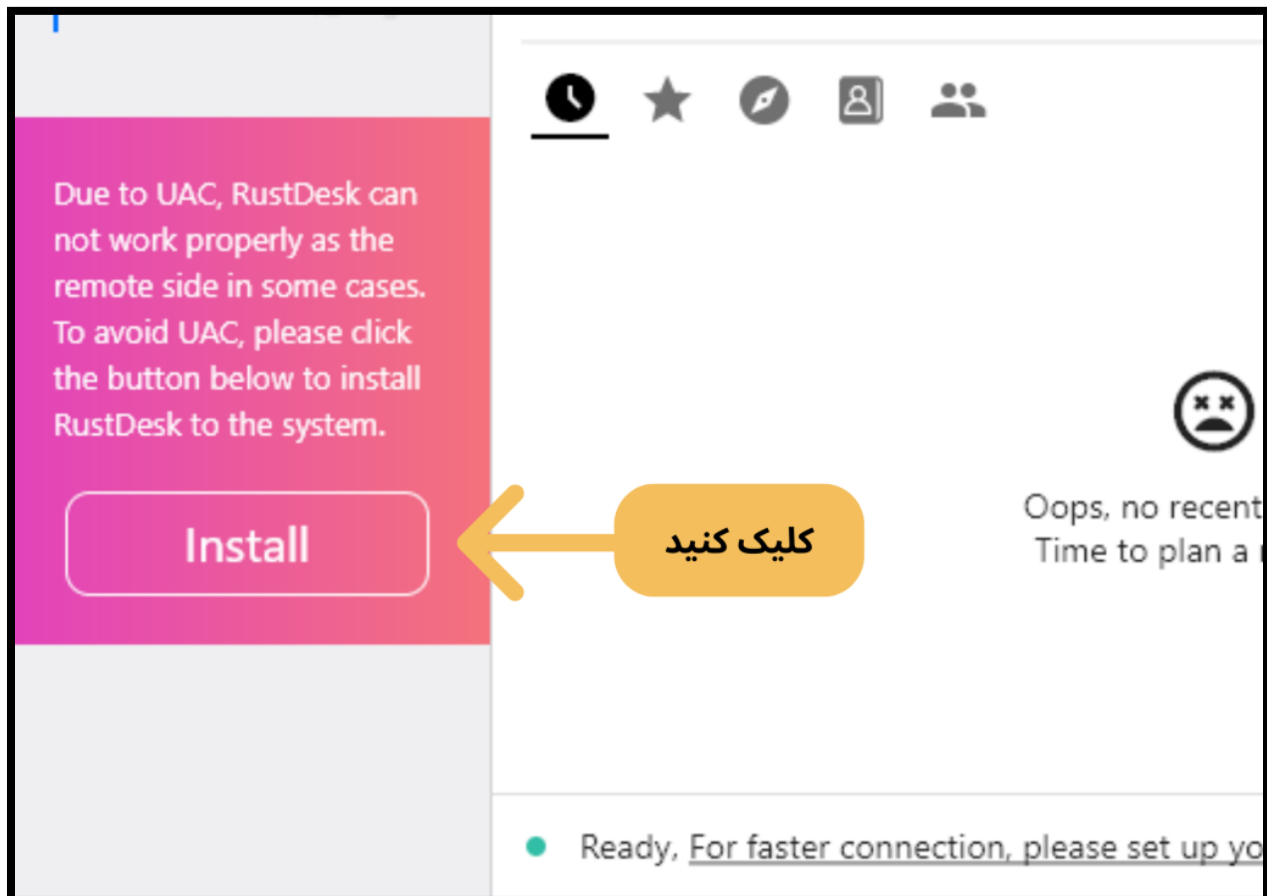 Due to UAC, RustDesk can
not work properly as the
remote side in some cases.
To avoid UAC, please click
the button below to install
RustDesk to the system.
Install
کلیک کنید
Oops, no recent
Time to plan a
Ready, For faster connection, please set up